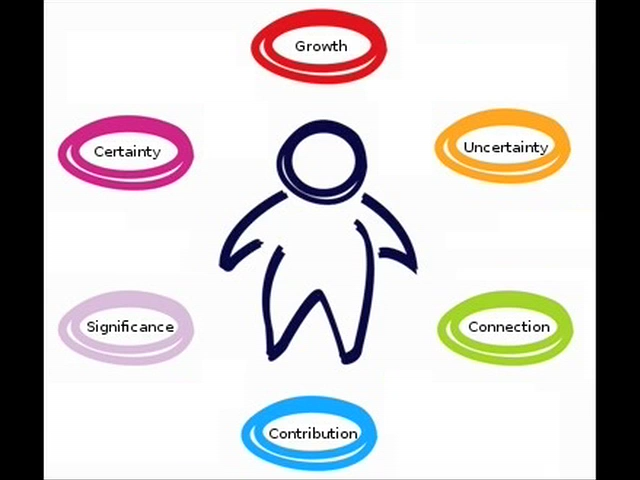 Growth
Certainty
Uncertainty
Significance
Connection
Contribution